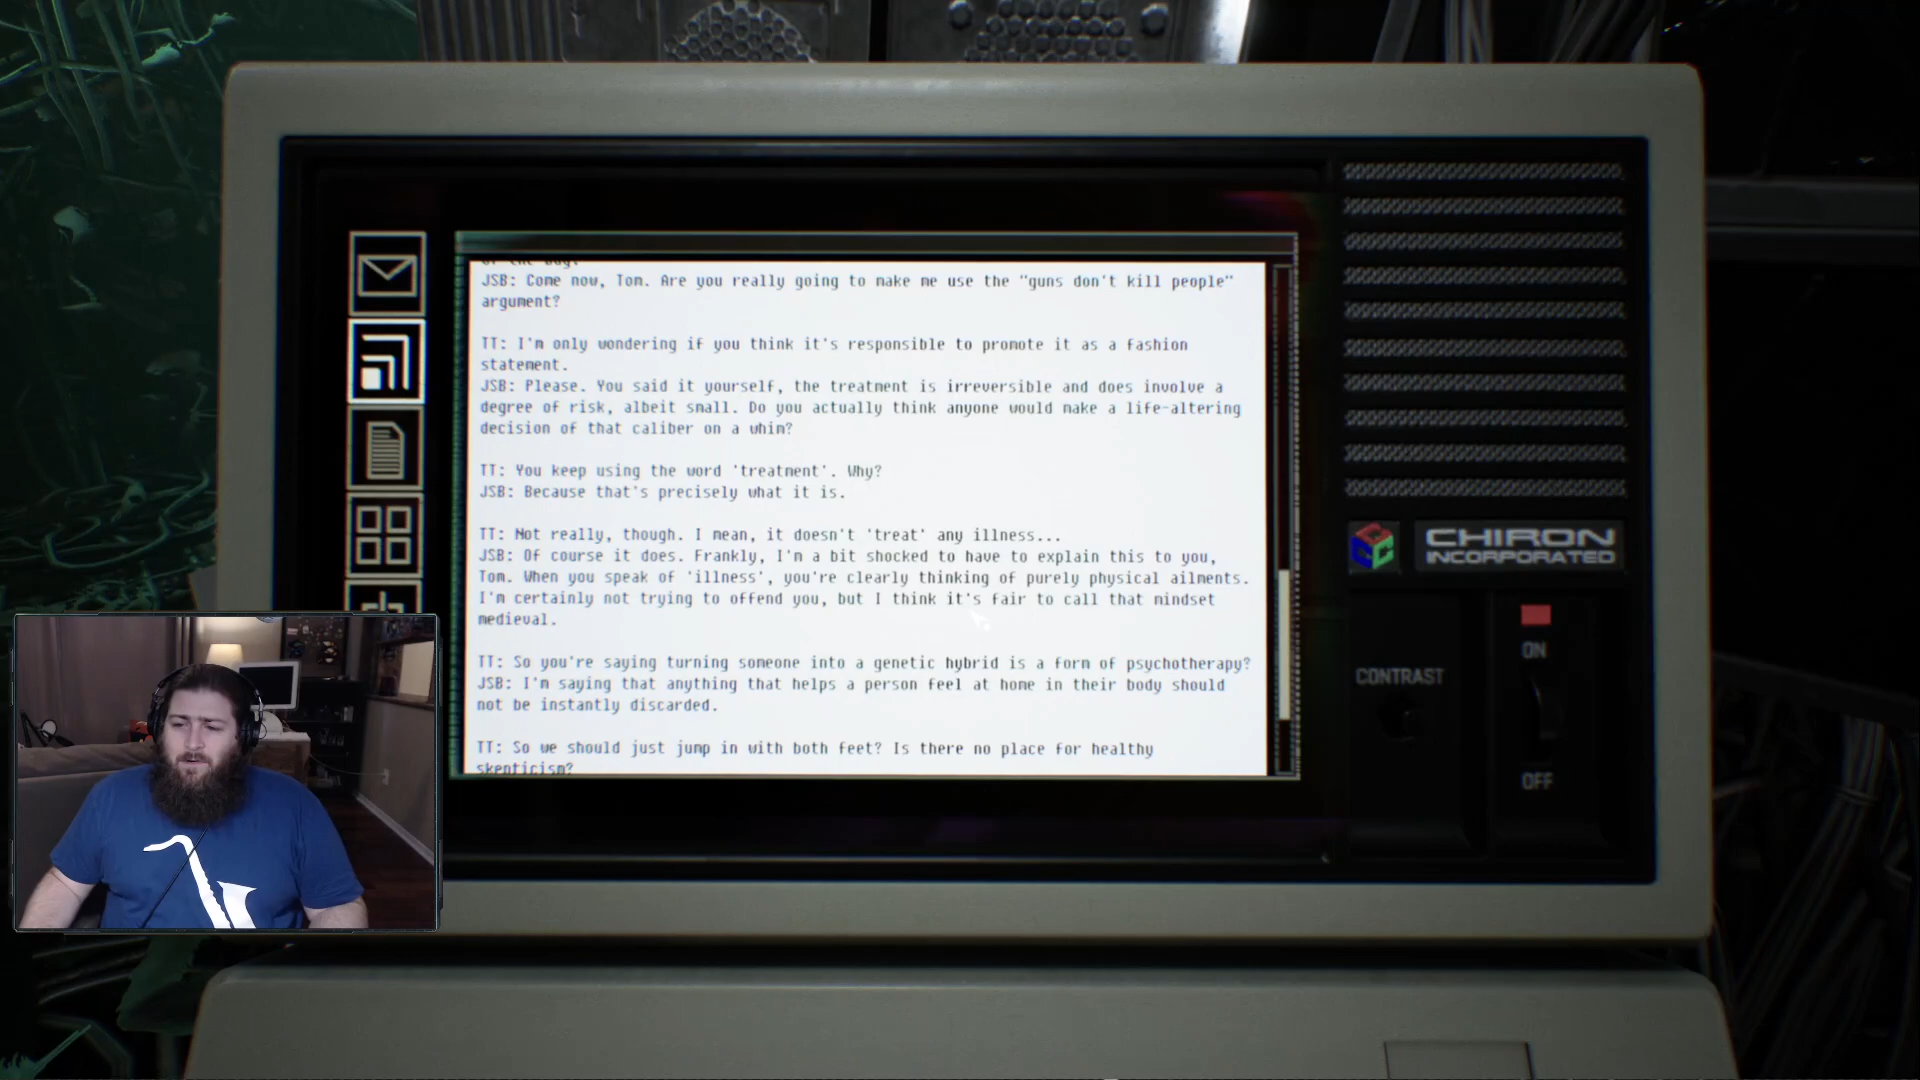 JSB: Come now, Tom. Are you really going to make me use the "guns don't kill people"
argument?
TT: I'm only wondering if you think it's responsible to promote it as a fashion
statement.
JSB: Please. You said it yourself, the treatment is irreversible and does involve a
degree of risk, albeit small. Do you actually think anyone would make a life-altering
decision of that caliber on a whim?
TT: You keep using the word 'treatment'. Why?
JSB: Because that's precisely what it is.
TT: Not really, though. I mean, it doesn't 'treat' any illness...
JSB: Of course it does. Frankly, I'm a bit shocked to have to explain this to you,
Tom. When you speak of 'illness', you're clearly thinking of purely physical ailments.
I'm certainly not trying to offend you, but I think it's fair to call that mindset
medieval.
TT: So you're saying turning someone into a genetic hybrid is a form of psychotherapy?
JSB: I'm saying that anything that helps a person feel at home in their body should
not be instantly discarded.
TT: So we should just jump in with both feet? Is there no place for healthy
skepticism?
CHIRON
INCORPORATED
CONTRAST
ON
OFF